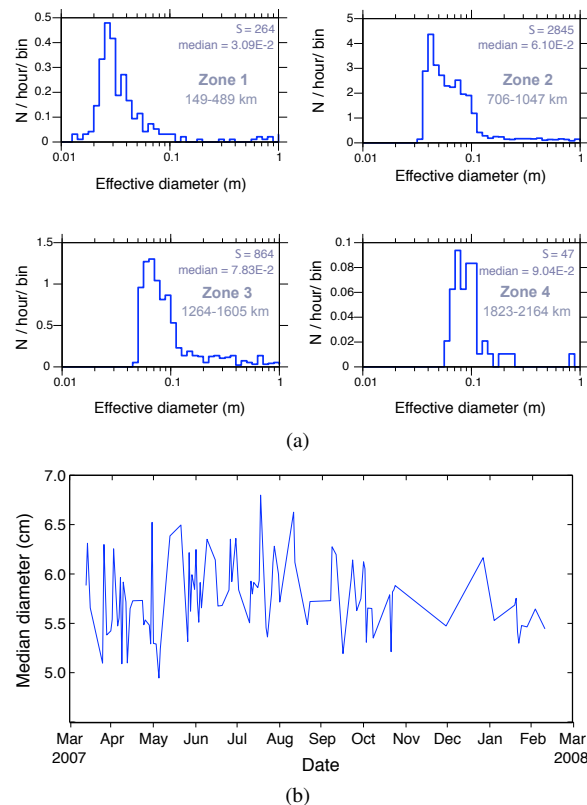 0.5
0.4
0.3
0.2
0.1
0
N / hour/ bin
S = 264
median = 3.09E-2
Zone 1
149-489 km
0.01 0.1 1
Effective diameter (m)
5
4
3
2
1
0
N / hour/ bin
S = 2845
median = 6.10E-2
Zone 2
706-1047 km
0.01 0.1 1
Effective diameter (m)
1.5
1
0.5
0
N / hour/ bin
S = 864
median = 7.83E-2
Zone 3
1264-1605 km
0.01 0.1 1
Effective diameter (m)
0.1
0.08
0.06
0.04
0.02
0
N / hour/ bin
S = 47
median = 9.04E-2
Zone 4
1823-2164 km
0.01 0.1 1
Effective diameter (m)
(a)
7.0
6.5
6.0
5.5
5.0
Median diameter (cm)
Mar Apr May Jun Jul Aug Sep Oct Nov Dec Jan Feb Mar
2007 2008
Date
(b)